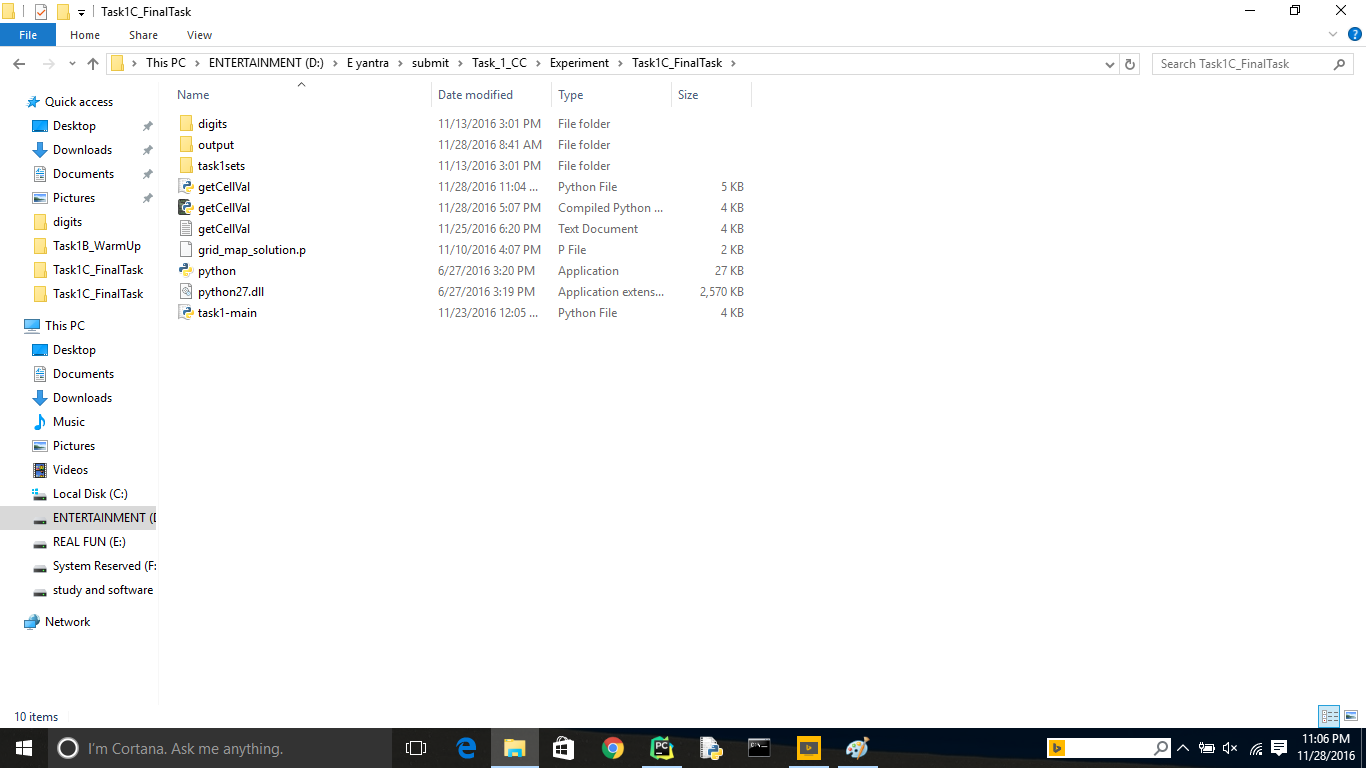 Task1C_FinalTask
File Home Share View
This PC ENTERTAINMENT (D:) E yantra submit Task_1_CC Experiment Task1C_FinalTask
Search Task1C_FinalTask
Name Date modified Type Size
Quick access
Desktop
Downloads
Documents
Pictures
digits
Task1B_WarmUp
Task1C_FinalTask
Task1C_FinalTask
This PC
Desktop
Documents
Downloads
Music
Pictures
Videos
Local Disk (C:)
ENTERTAINMENT (D
REAL FUN (E:)
System Reserved (F:
study and software
Network
digits 11/13/2016 3:01 PM File folder
output 11/28/2016 8:41 AM File folder
task1sets 11/13/2016 3:01 PM File folder
getCellVal 11/28/2016 11:04 ... Python File 5 KB
getCellVal 11/28/2016 5:07 PM Compiled Python ... 4 KB
getCellVal 11/25/2016 6:20 PM Text Document 4 KB
grid_map_solution.p 11/10/2016 4:07 PM P File 2 KB
python 6/27/2016 3:20 PM Application 27 KB
python27.dll 6/27/2016 3:19 PM Application extens... 2,570 KB
task1-main 11/23/2016 12:05 ... Python File 4 KB
10 items
I'm Cortana. Ask me anything.
11:06 PM
11/28/2016